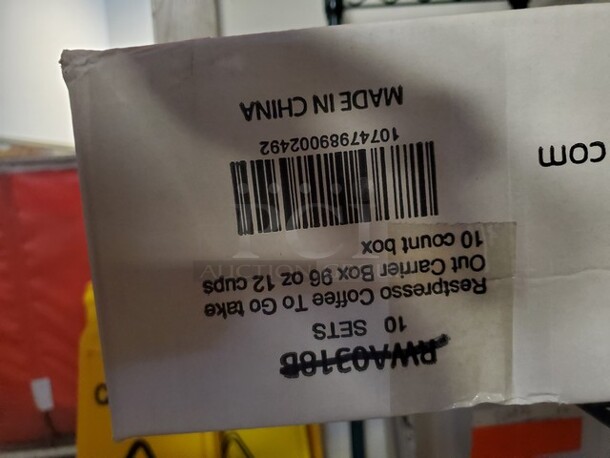 RWA0318B
10 SETS
Restpresso Coffee To Go take
Out Carrier Box 96 oz 12 cups
10 count box
10747989002492
MADE IN CHINA
com